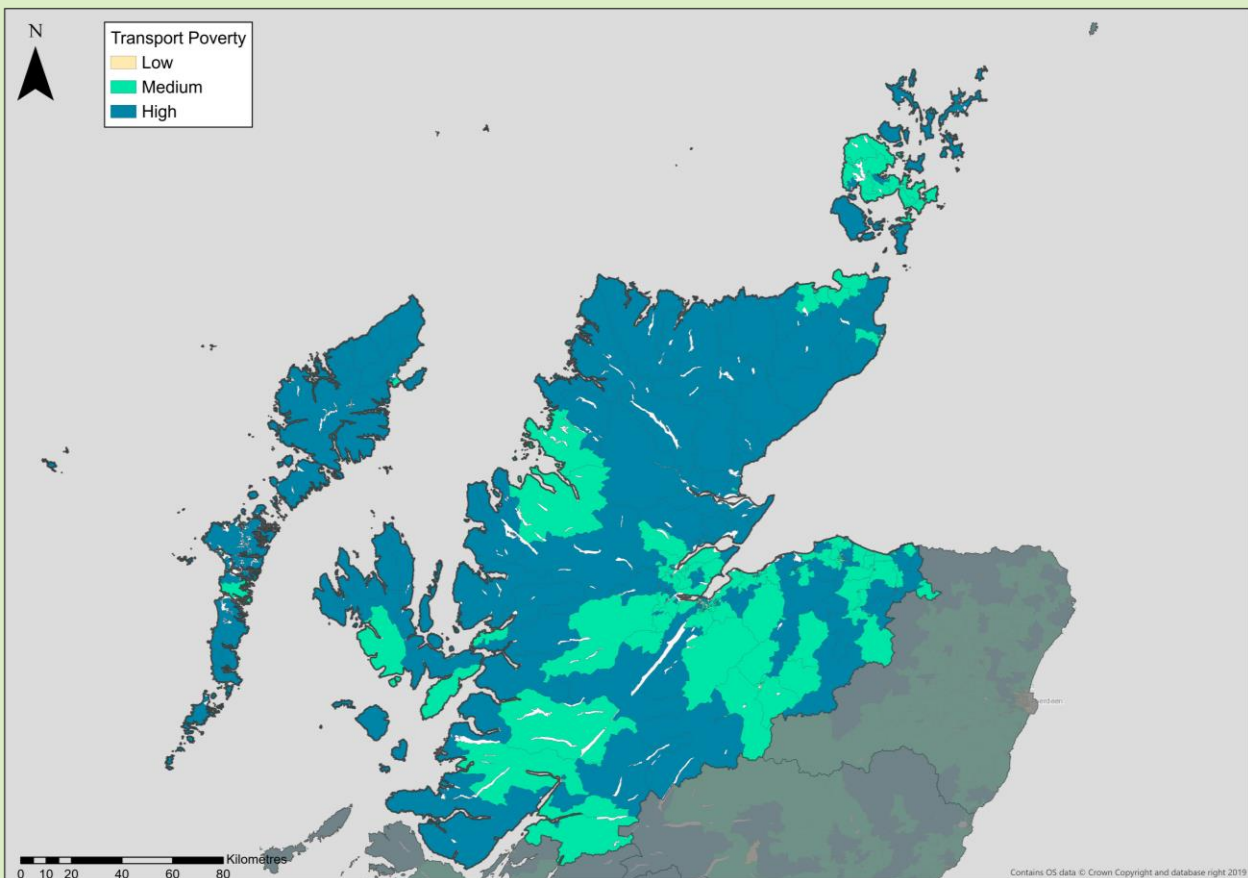 N
Transport Poverty
Low
Medium
High
Aberdeen
Kilometres
0 10 20 40 60 80
Contains OS data © Crown Copyright and database right 2019